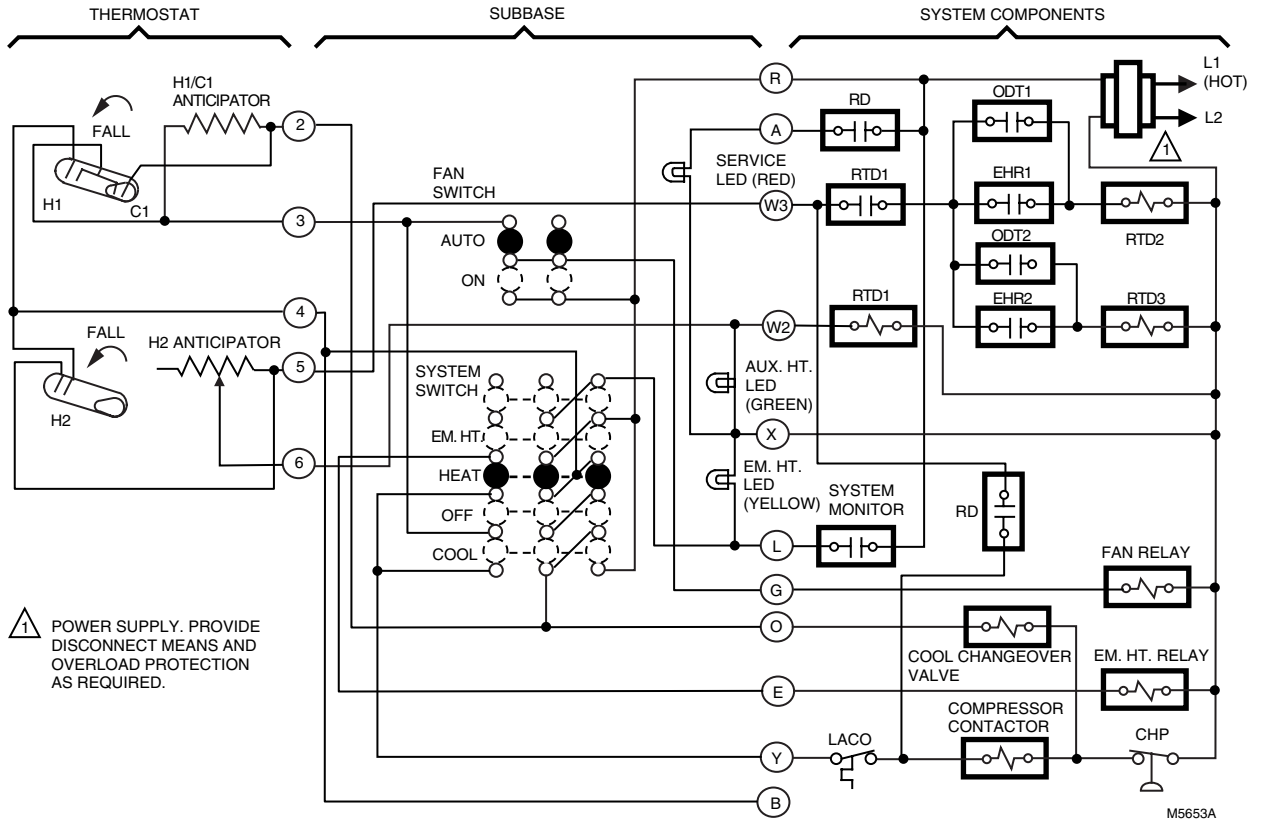 THERMOSTAT
SUBBASE
SYSTEM COMPONENTS
H1/C1
ANTICIPATOR
FALL
H1
C1
2
3
4
FALL
H2 ANTICIPATOR
H2
5
6
FAN
SWITCH
AUTO
ON
SYSTEM
SWITCH
EM. HT.
HEAT
OFF
COOL
R
A
SERVICE
LED (RED)
W3
W2
AUX. HT.
LED
(GREEN)
X
EM. HT.
LED
(YELLOW)
L
G
O
E
Y
B
L1
(HOT)
L2
1
RD
ODT1
RTD1
EHR1
RTD2
ODT2
RTD1
EHR2
RTD3
SYSTEM
MONITOR
RD
FAN RELAY
COOL CHANGEOVER
VALVE
EM. HT. RELAY
COMPRESSOR
CONTACTOR
LACO
CHP
1
POWER SUPPLY. PROVIDE
DISCONNECT MEANS AND
OVERLOAD PROTECTION
AS REQUIRED.
M5653A